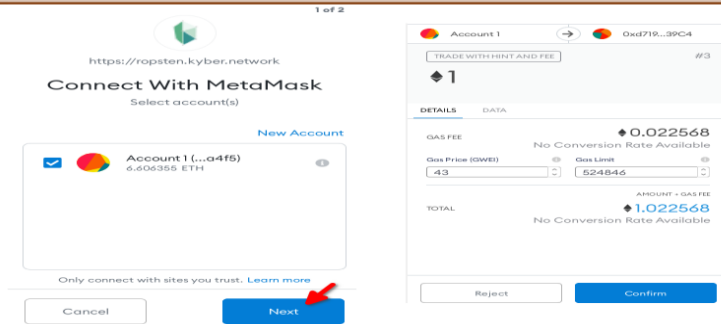 1 of 2
https://ropsten.kyber.network
Connect With MetaMask
Select account(s)
New Account
Account 1 (...a4f5)
6.606355 ETH
Only connect with sites you trust. Learn more
Cancel
Next
Account 1
0xd719...39C4
TRADE WITH HINT AND FEE
#3
1
DETAILS
DATA
GAS FEE
0.022568
No Conversion Rate Available
Gas Price (GWEI)
Gas Limit
43
524846
AMOUNT + GAS FEE
TOTAL
1.022568
No Conversion Rate Available
Reject
Confirm